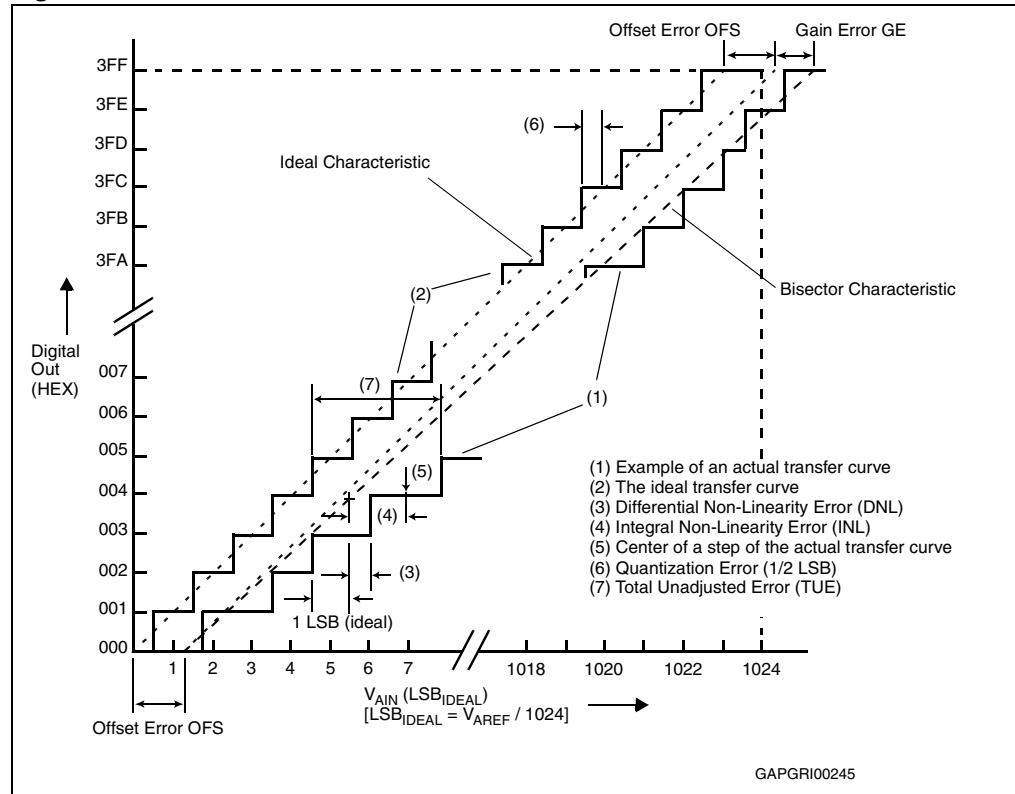 Offset Error OFS
Gain Error GE
3FF
3FE
(6)
3FD
Ideal Characteristic
3FC
3FB
3FA
(2)
Bisector Characteristic
Digital
Out
(HEX)
007
(7)
006
(1)
005
(5)
004
(4)
003
(3)
002
001
1 LSB (ideal)
000
(1) Example of an actual transfer curve
(2) The ideal transfer curve
(3) Differential Non-Linearity Error (DNL)
(4) Integral Non-Linearity Error (INL)
(5) Center of a step of the actual transfer curve
(6) Quantization Error (1/2 LSB)
(7) Total Unadjusted Error (TUE)
1 2 3 4 5 6 7 1018 1020 1022 1024
VAIN (LSBIDEAL)
[LSBIDEAL = VAREF / 1024]
Offset Error OFS
GAPGRI00245